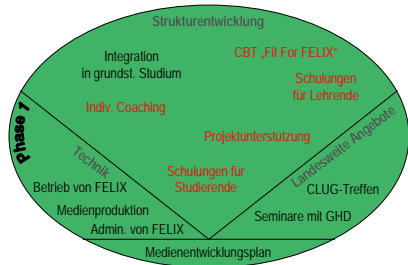 Strukturentwicklung
Integration
in grundst. Studium
CBT „Fit For FELIX“
Schulungen
für Lehrende
Indiv. Coaching
Projektunterstützung
Phase 1
Technik
Landesweite Angebote
Schulungen für
Studierende
Betrieb von FELIX
CLUG-Treffen
Medienproduktion
Seminare mit GHD
Admin. von FELIX
Medienentwicklungsplan